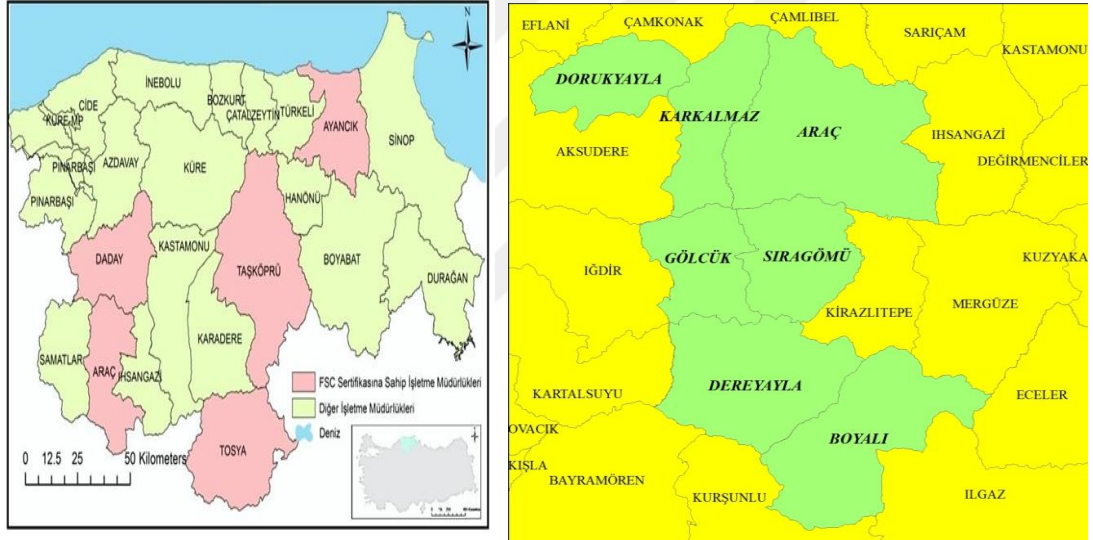 N
İNEBOLU
CİDE
BOZKURT
ÇATALZEYTİN
TÜRKELİ
AYANCIK
KÜRE MP
SİNOP
PINARBAŞI
AZDAVAY
KÜRE
HANÖNÜ
PINARBAŞI
KASTAMONU
DADAY
TAŞKÖPRÜ
BOYABAT
DURAĞAN
SAMATLAR
ARAÇ
IHSANGAZİ
KARADERE
TOSYA
FSC Sertifikasına Sahip İşletme Müdürlükleri
Diğer İşletme Müdürlükleri
Deniz
0 12.5 25 50 Kilometers
EFLANİ
ÇAMKONAK
ÇAMLIBEL
SARIÇAM
KASTAMONU
DORUKYAYLA
KARKALMAZ
ARAÇ
AKSUDERE
IHSANGAZİ
DEĞİRMENCİLER
GÖLCÜK
SIRAGÖMÜ
IĞDİR
KUZYAKA
KİRAZLITEPE
MERGÜZE
DEREYAYLA
KARTALSUYU
ECELER
OVACIK
BOYALI
KIŞLA
BAYRAMÖREN
KURŞUNLU
ILGAZ